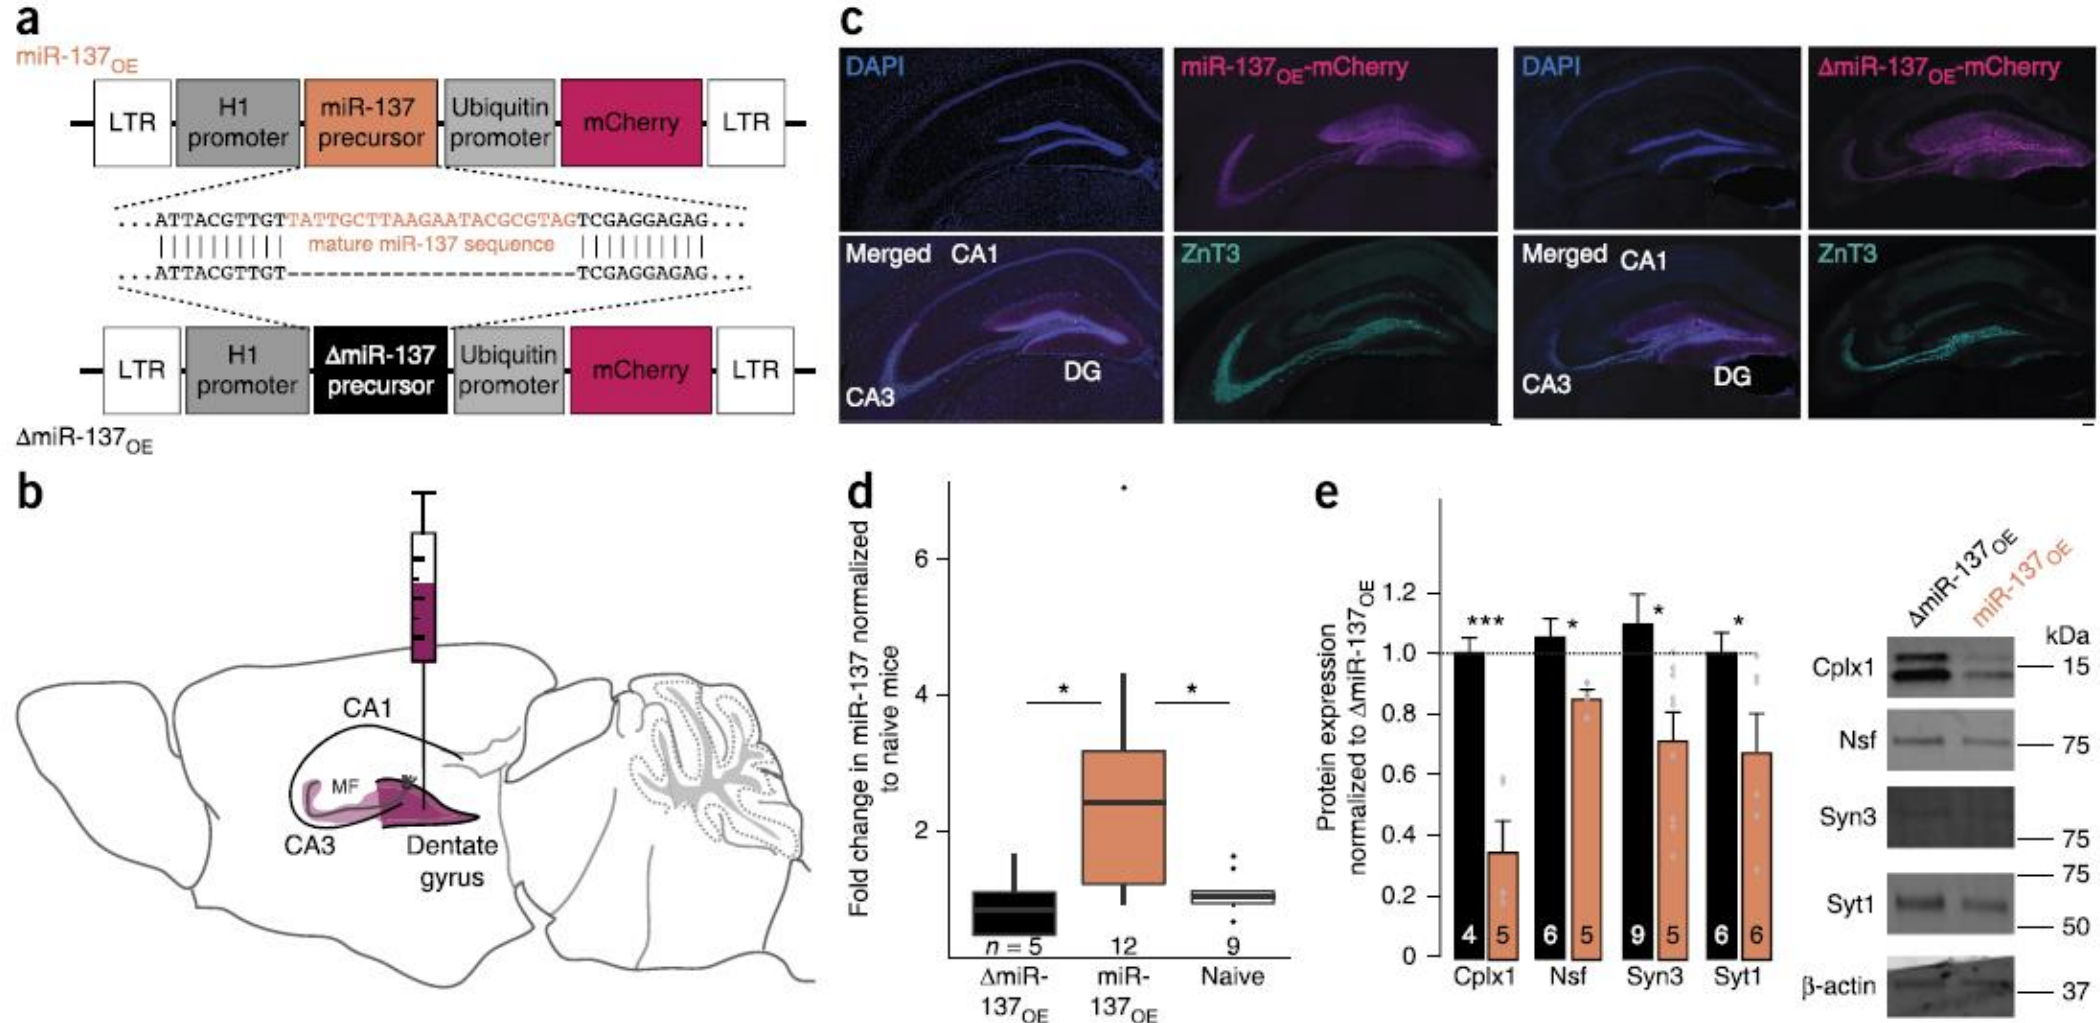 a
miR-137OE
LTR
H1
promoter
miR-137
precursor
Ubiquitin
promoter
mCherry
LTR
...ATTACGTTGTTATTGCTTAAGAATACGCGTAGTCGAGGAGAG...
mature miR-137 sequence
...ATTACGTTGT--------------------TCGAGGAGAG...
LTR
H1
promoter
ΔmiR-137
precursor
Ubiquitin
promoter
mCherry
LTR
ΔmiR-137OE
b
CA1
MF
CA3
Dentate
gyrus
c
DAPI
miR-137OE-mCherry
DAPI
ΔmiR-137OE-mCherry
Merged CA1
CA3
DG
ZnT3
Merged CA1
CA3
DG
ZnT3
d
Fold change in miR-137 normalized
to naive mice
6
4
2
*
*
n = 5
12
9
ΔmiR-
137OE
miR-
137OE
Naive
e
Protein expression
normalized to ΔmiR-137OE
1.2
1.0
0.8
0.6
0.4
0.2
0
***
*
*
*
4
5
6
5
9
5
6
6
Cplx1
Nsf
Syn3
Syt1
ΔmiR-137OE
miR-137OE
kDa
Cplx1
15
Nsf
75
Syn3
75
75
Syt1
50
β-actin
37